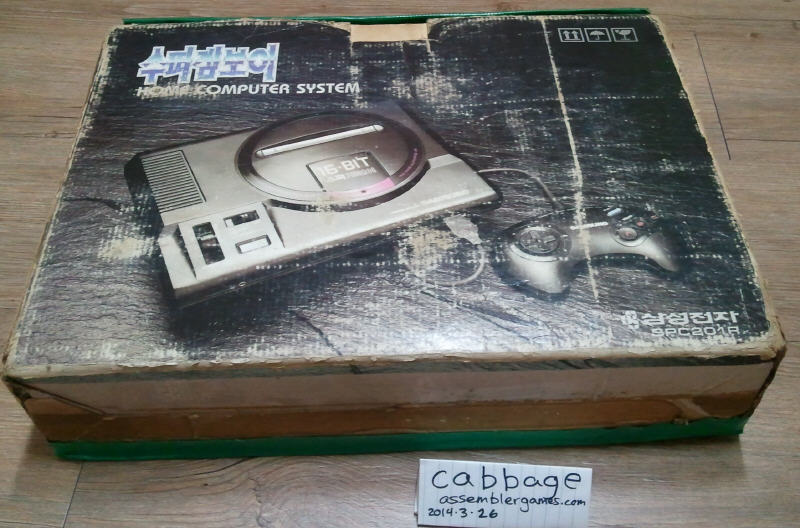 수퍼겜보이
HOME COMPUTER SYSTEM
16-BIT
삼성전자
SPC201A
cabbage
assemblergames.com
2014·3·26